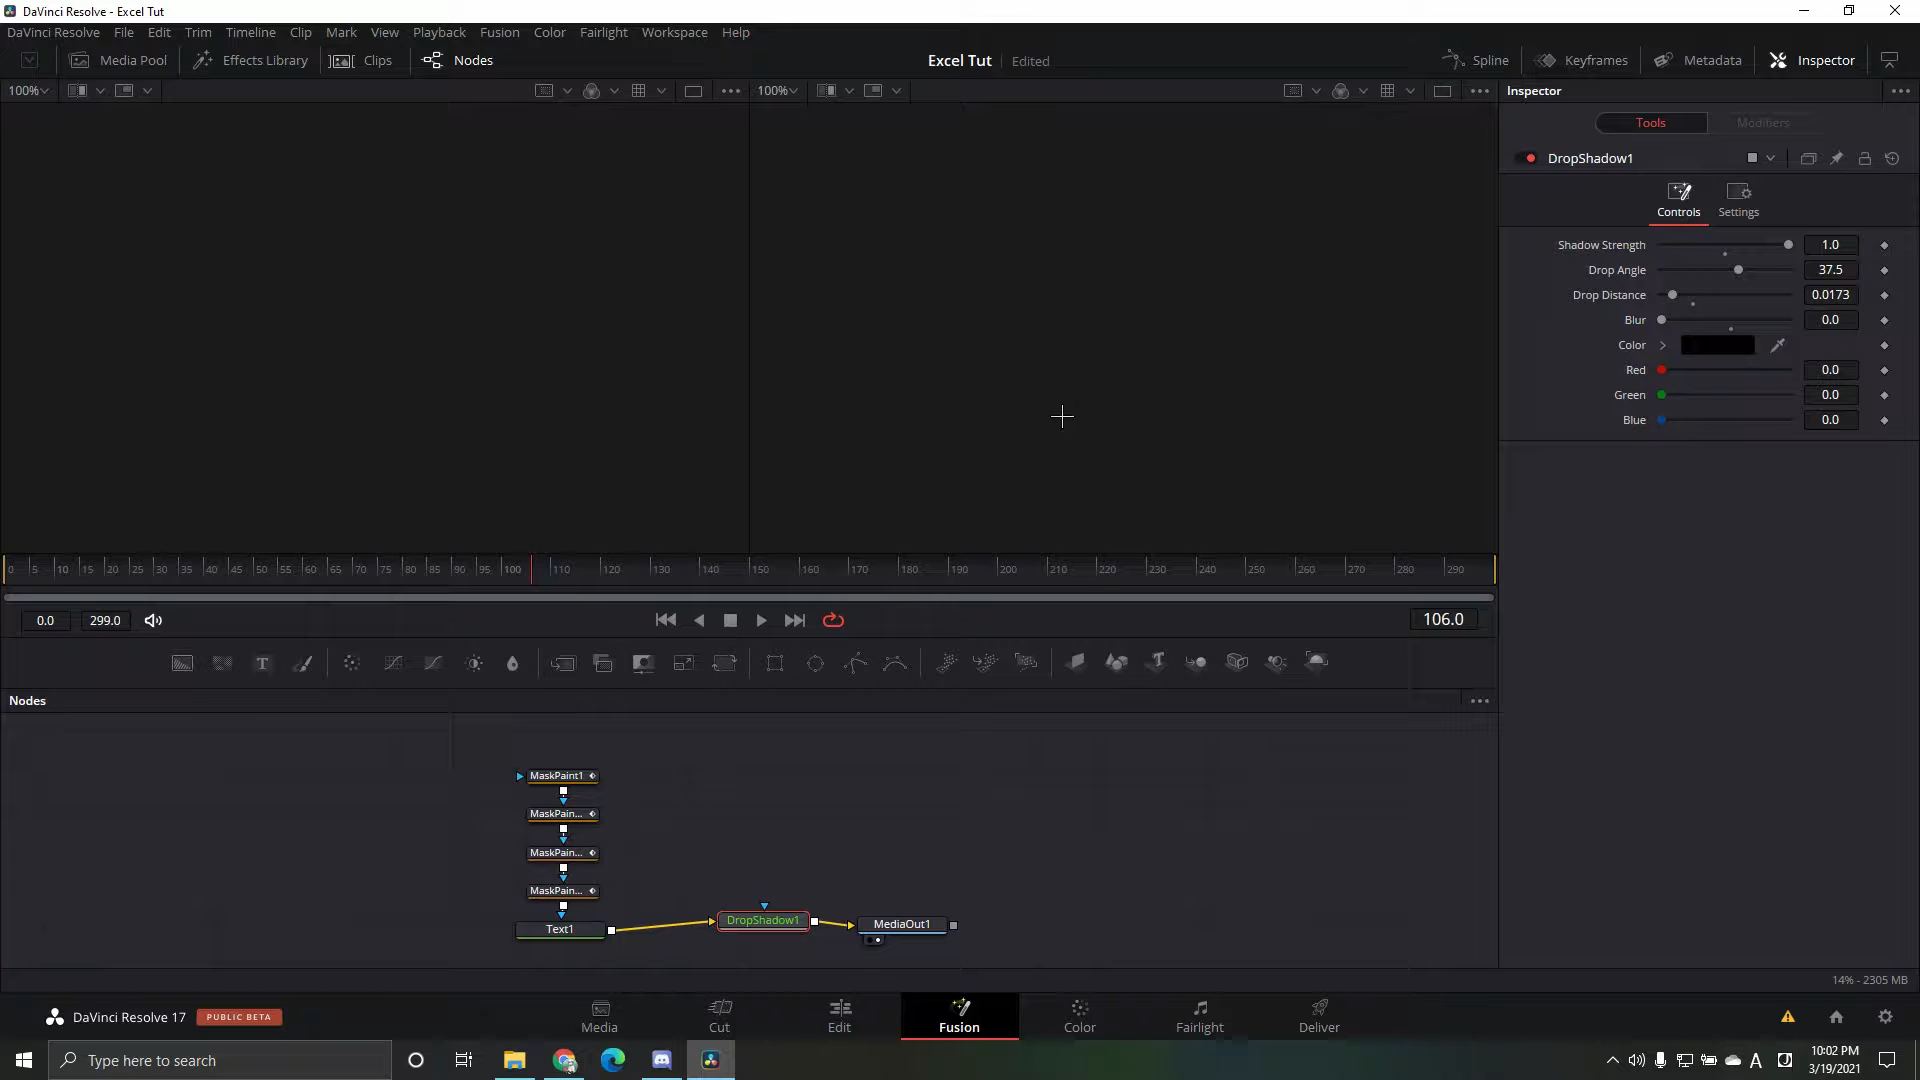 DaVinci Resolve - Excel Tut
DaVinci Resolve File Edit Trim Timeline Clip Mark View Playback Fusion Color Fairlight Workspace Help
Media Pool Effects Library Clips Nodes Excel Tut Edited Spline Keyframes Metadata Inspector
100% 100% Inspector
Tools Modifiers
DropShadow1
Controls Settings
Shadow Strength 1.0
Drop Angle 37.5
Drop Distance 0.0173
Blur 0.0
Color
Red 0.0
Green 0.0
Blue 0.0
0 5 10 15 20 25 30 35 40 45 50 55 60 65 70 75 80 85 90 95 100 110 120 130 140 150 160 170 180 190 200 210 220 230 240 250 260 270 280 290
0.0 299.0 106.0
T
Nodes
MaskPaint1
MaskPain...
MaskPain...
MaskPain...
Text1 DropShadow1 MediaOut1
14% - 2305 MB
DaVinci Resolve 17 PUBLIC BETA Media Cut Edit Fusion Color Fairlight Deliver
Type here to search A 10:02 PM
3/19/2021